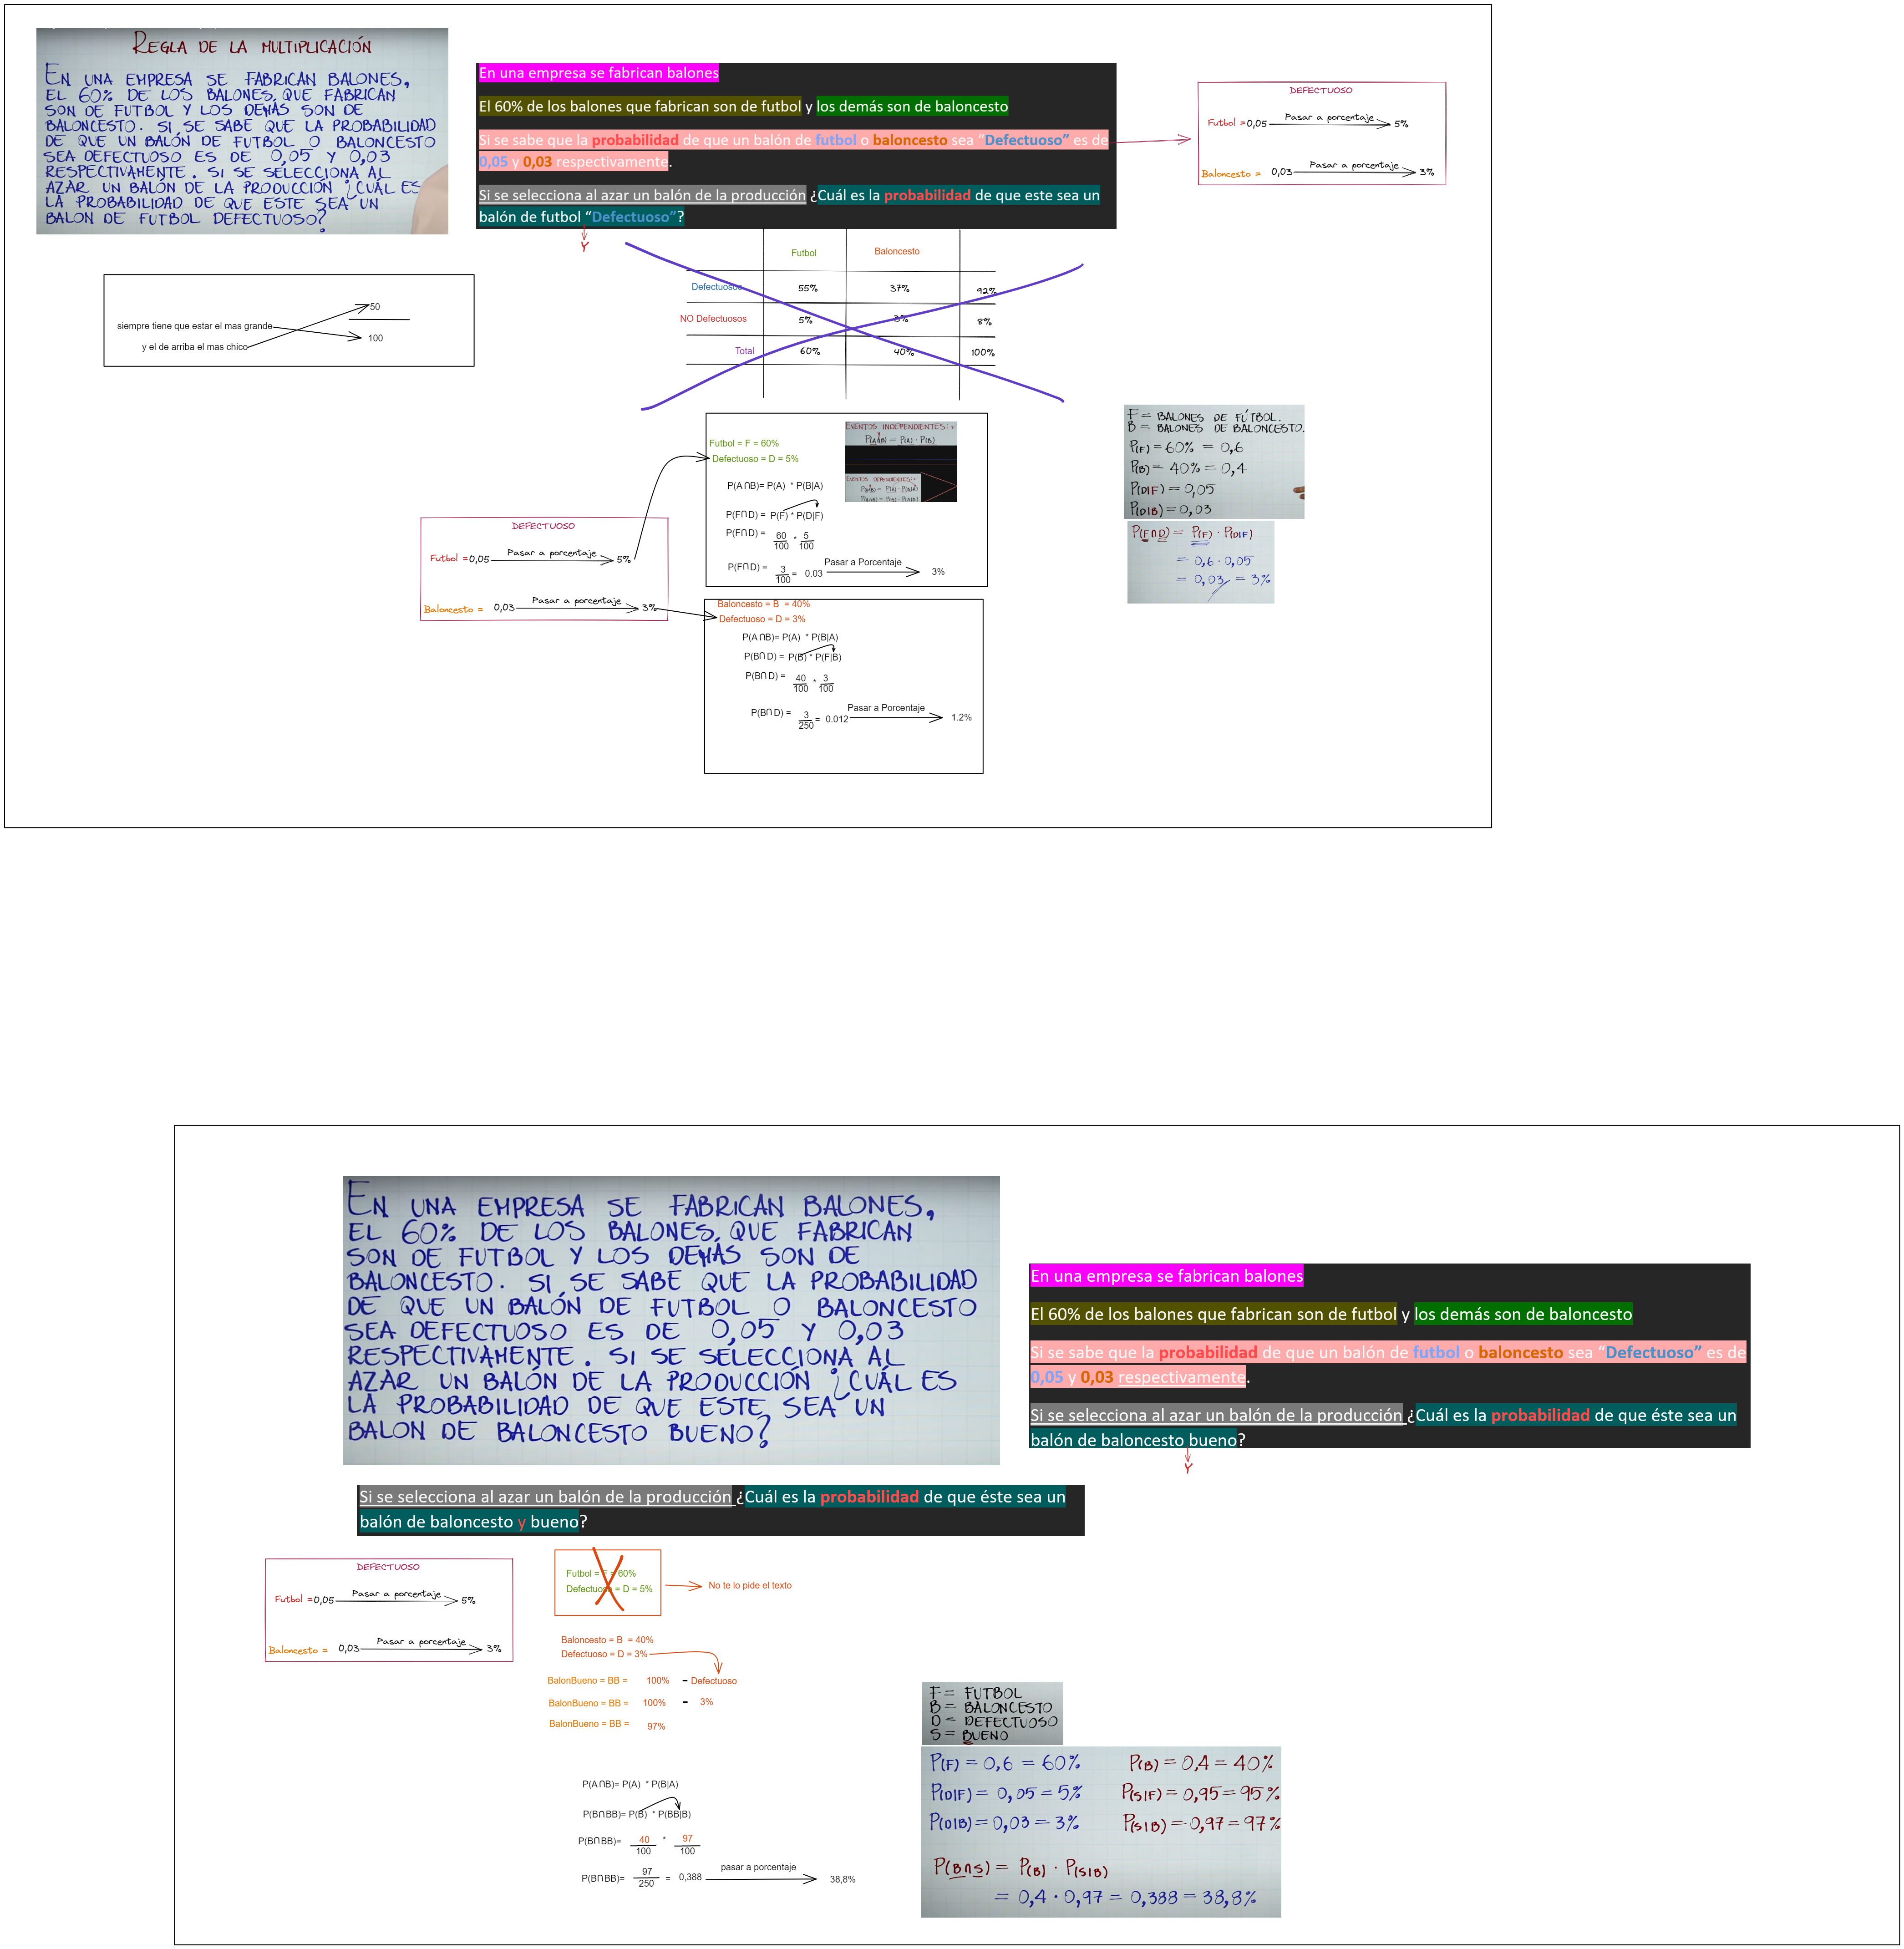 REGLA DE LA MULTIPLICACIÓN
EN UNA EMPRESA SE FABRICAN BALONES,
EL 60% DE LOS BALONES QUE FABRICAN
SON DE FUTBOL Y LOS DEMÁS SON DE
BALONCESTO. SI SE SABE QUE LA PROBABILIDAD
DE QUE UN BALÓN DE FUTBOL O BALONCESTO
SEA DEFECTUOSO ES DE 0,05 Y 0,03
RESPECTIVAMENTE. SI SE SELECCIONA AL
AZAR UN BALÓN DE LA PRODUCCIÓN ¿CUÁL ES
LA PROBABILIDAD DE QUE ESTE SEA UN
BALON DE FUTBOL DEFECTUOSO?
En una empresa se fabrican balones
El 60% de los balones que fabrican son de futbol y los demás son de baloncesto
Si se sabe que la probabilidad de que un balón de futbol o baloncesto sea “Defectuoso” es de
0,05 y 0,03 respectivamente.
Si se selecciona al azar un balón de la producción ¿Cuál es la probabilidad de que este sea un
balón de futbol “Defectuoso”?
Y
DEFECTUOSO
Futbol = 0,05 Pasar a porcentaje 5%
Baloncesto = 0,03 Pasar a porcentaje 3%
50
siempre tiene que estar el mas grande
100
y el de arriba el mas chico
Futbol Baloncesto
Defectuosos 55% 37% 92%
NO Defectuosos 5% 3% 8%
Total 60% 40% 100%
Futbol = F = 60%
Defectuoso = D = 5%
EVENTOS INDEPENDIENTES:
P(A∩B) = P(A) · P(B)
EVENTOS DEPENDIENTES:
P(A∩B) = P(A) · P(B|A)
P(A∩B) = P(B) · P(A|B)
P(A∩B)= P(A) * P(B|A)
P(F∩D) = P(F) * P(D|F)
P(F∩D) = 60/100 * 5/100
P(F∩D) = 3/100 = 0.03 Pasar a Porcentaje 3%
DEFECTUOSO
Futbol = 0,05 Pasar a porcentaje 5%
Baloncesto = 0,03 Pasar a porcentaje 3%
Baloncesto = B = 40%
Defectuoso = D = 3%
P(A∩B)= P(A) * P(B|A)
P(B∩D) = P(B) * P(F|B)
P(B∩D) = 40/100 * 3/100
P(B∩D) = 3/250 = 0.012 Pasar a Porcentaje 1.2%
F = BALONES DE FÚTBOL.
B = BALONES DE BALONCESTO.
P(F) = 60% = 0,6
P(B) = 40% = 0,4
P(D|F) = 0,05
P(D|B) = 0,03
P(F∩D) = P(F) · P(D|F)
= 0,6 · 0,05
= 0,03 = 3%
EN UNA EMPRESA SE FABRICAN BALONES,
EL 60% DE LOS BALONES QUE FABRICAN
SON DE FUTBOL Y LOS DEMÁS SON DE
BALONCESTO. SI SE SABE QUE LA PROBABILIDAD
DE QUE UN BALÓN DE FUTBOL O BALONCESTO
SEA DEFECTUOSO ES DE 0,05 Y 0,03
RESPECTIVAMENTE. SI SE SELECCIONA AL
AZAR UN BALÓN DE LA PRODUCCIÓN ¿CUÁL ES
LA PROBABILIDAD DE QUE ESTE SEA UN
BALON DE BALONCESTO BUENO?
En una empresa se fabrican balones
El 60% de los balones que fabrican son de futbol y los demás son de baloncesto
Si se sabe que la probabilidad de que un balón de futbol o baloncesto sea “Defectuoso” es de
0,05 y 0,03 respectivamente.
Si se selecciona al azar un balón de la producción ¿Cuál es la probabilidad de que éste sea un
balón de baloncesto bueno?
Y
Si se selecciona al azar un balón de la producción ¿Cuál es la probabilidad de que éste sea un
balón de baloncesto y bueno?
DEFECTUOSO
Futbol = 0,05 Pasar a porcentaje 5%
Baloncesto = 0,03 Pasar a porcentaje 3%
Futbol = F = 60%
Defectuoso = D = 5%
No te lo pide el texto
Baloncesto = B = 40%
Defectuoso = D = 3%
BalonBueno = BB = 100% - Defectuoso
BalonBueno = BB = 100% - 3%
BalonBueno = BB = 97%
P(A∩B)= P(A) * P(B|A)
P(B∩BB)= P(B) * P(BB|B)
P(B∩BB)= 40/100 * 97/100
P(B∩BB)= 97/250 = 0,388 pasar a porcentaje 38,8%
F = FUTBOL
B = BALONCESTO
D = DEFECTUOSO
S = BUENO
P(F) = 0,6 = 60% P(B) = 0,4 = 40%
P(D|F) = 0,05 = 5% P(S|F) = 0,95 = 95%
P(D|B) = 0,03 = 3% P(S|B) = 0,97 = 97%
P(B∩S) = P(B) · P(S|B)
= 0,4 · 0,97 = 0,388 = 38,8%